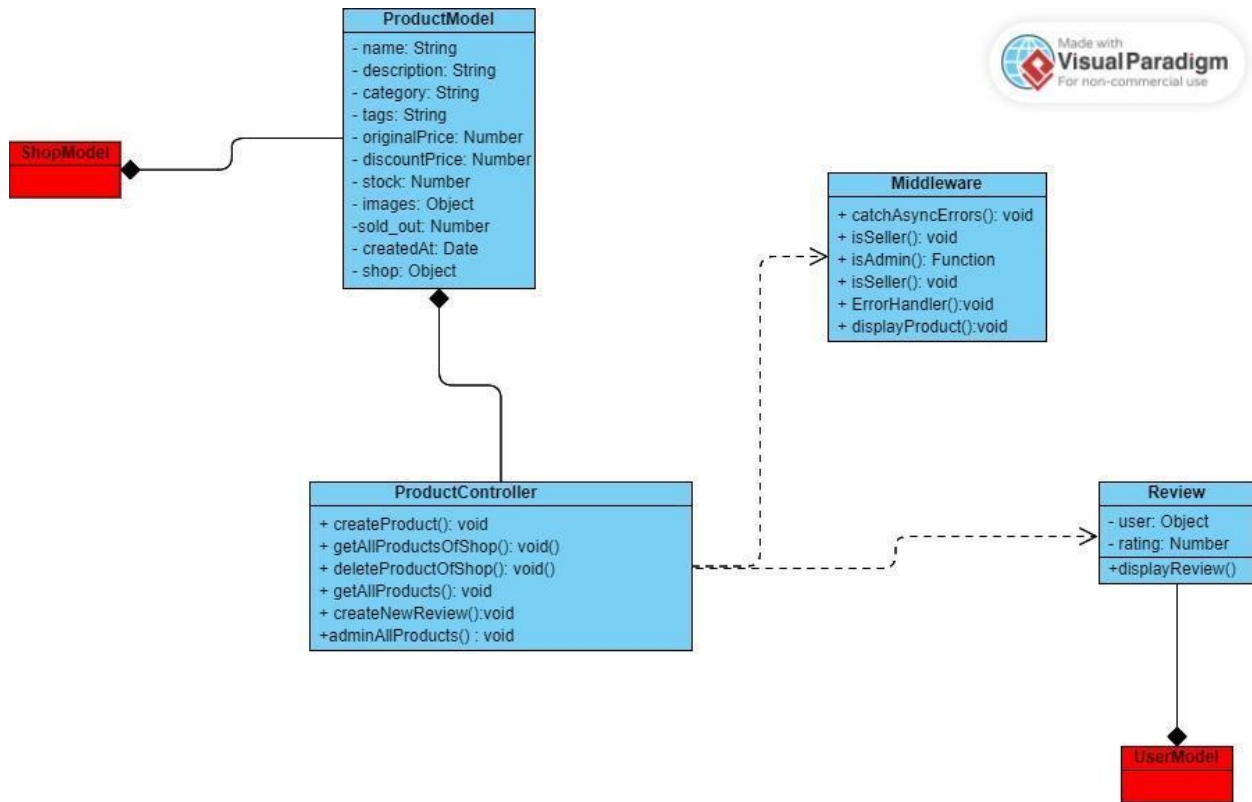 ProductModel
- name: String
- description: String
- category: String
- tags: String
- originalPrice: Number
- discountPrice: Number
- stock: Number
- images: Object
-sold_out: Number
- createdAt: Date
- shop: Object
Made with
Visual Paradigm
For non-commercial use
ShopModel
Middleware
+ catchAsyncErrors(): void
+ isSeller(): void
+ isAdmin(): Function
+ isSeller(): void
+ ErrorHandler():void
+ displayProduct():void
ProductController
+ createProduct(): void
+ getAllProductsOfShop(): void()
+ deleteProductOfShop(): void()
+ getAllProducts(): void
+ createNewReview():void
+adminAllProducts() : void
Review
- user: Object
- rating: Number
+displayReview()
UserModel